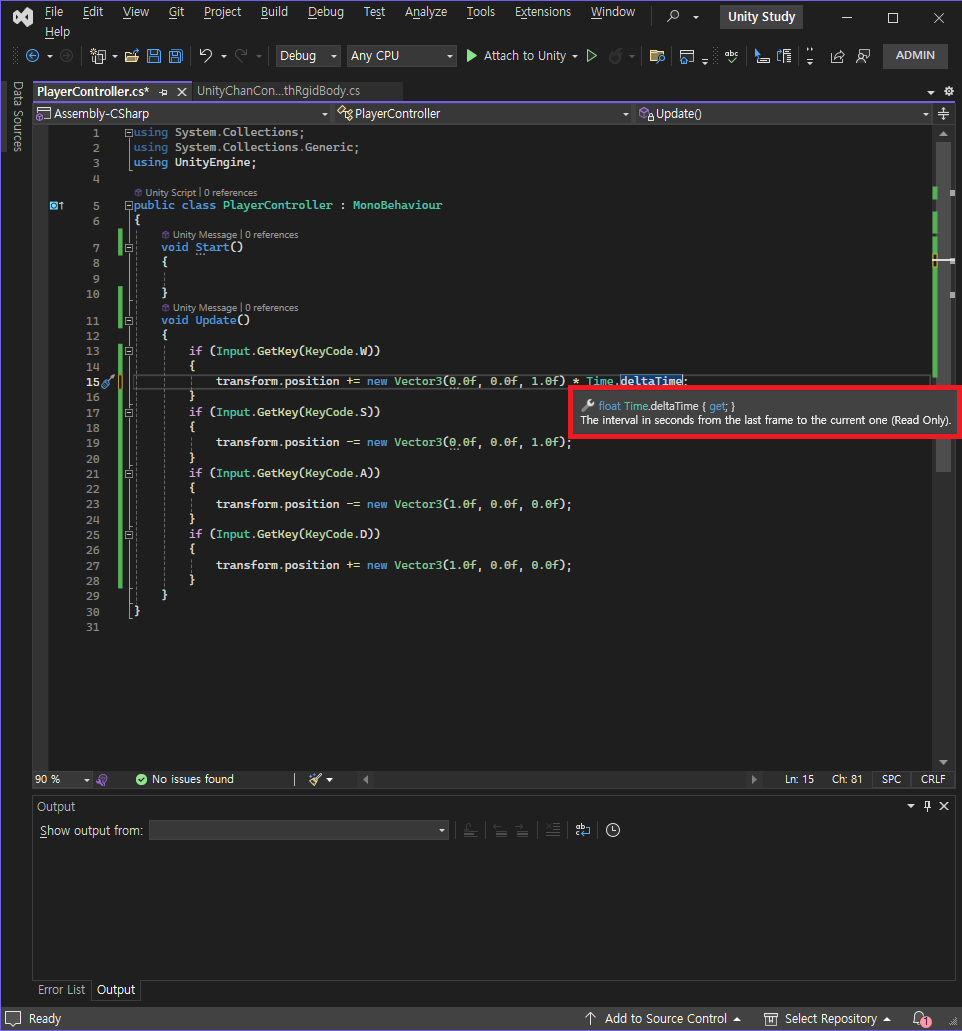 File Edit View Git Project Build Debug Test Analyze Tools Extensions Window Unity Study
Help
Debug Any CPU Attach to Unity ADMIN
Data Sources
PlayerController.cs* UnityChanCon...thRgidBody.cs
Assembly-CSharp PlayerController Update()
1 using System.Collections;
2 using System.Collections.Generic;
3 using UnityEngine;
4
Unity Script | 0 references
5 public class PlayerController : MonoBehaviour
6 {
Unity Message | 0 references
7 void Start()
8 {
9
10 }
Unity Message | 0 references
11 void Update()
12 {
13 if (Input.GetKey(KeyCode.W))
14 {
15 transform.position += new Vector3(0.0f, 0.0f, 1.0f) * Time.deltaTime;
float Time.deltaTime { get; }
The interval in seconds from the last frame to the current one (Read Only).
16 }
17 if (Input.GetKey(KeyCode.S))
18 {
19 transform.position -= new Vector3(0.0f, 0.0f, 1.0f);
20 }
21 if (Input.GetKey(KeyCode.A))
22 {
23 transform.position -= new Vector3(1.0f, 0.0f, 0.0f);
24 }
25 if (Input.GetKey(KeyCode.D))
26 {
27 transform.position += new Vector3(1.0f, 0.0f, 0.0f);
28 }
29 }
30 }
31
90 % No issues found Ln: 15 Ch: 81 SPC CRLF
Output
Show output from:
Error List Output
Ready Add to Source Control Select Repository 1